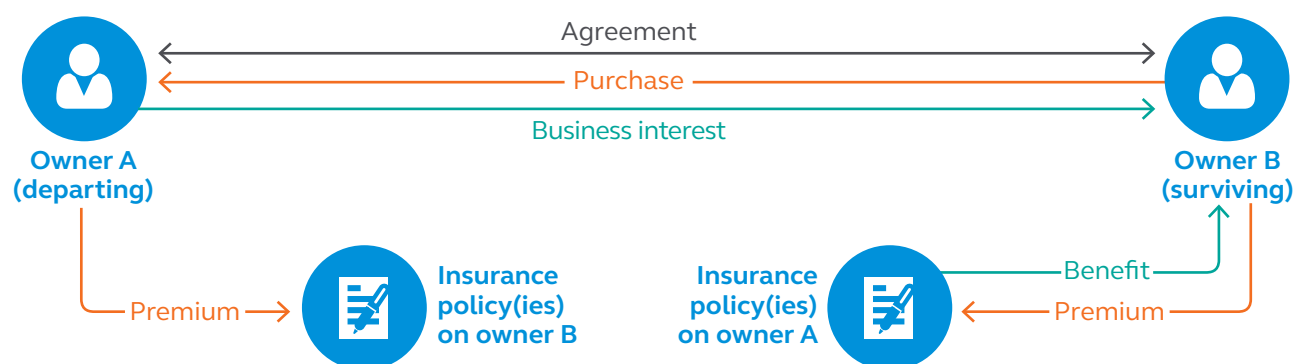 Agreement
Purchase
Business interest
Owner A
(departing)
Owner B
(surviving)
Premium
Insurance
policy(ies)
on owner B
Insurance
policy(ies)
on owner A
Benefit
Premium